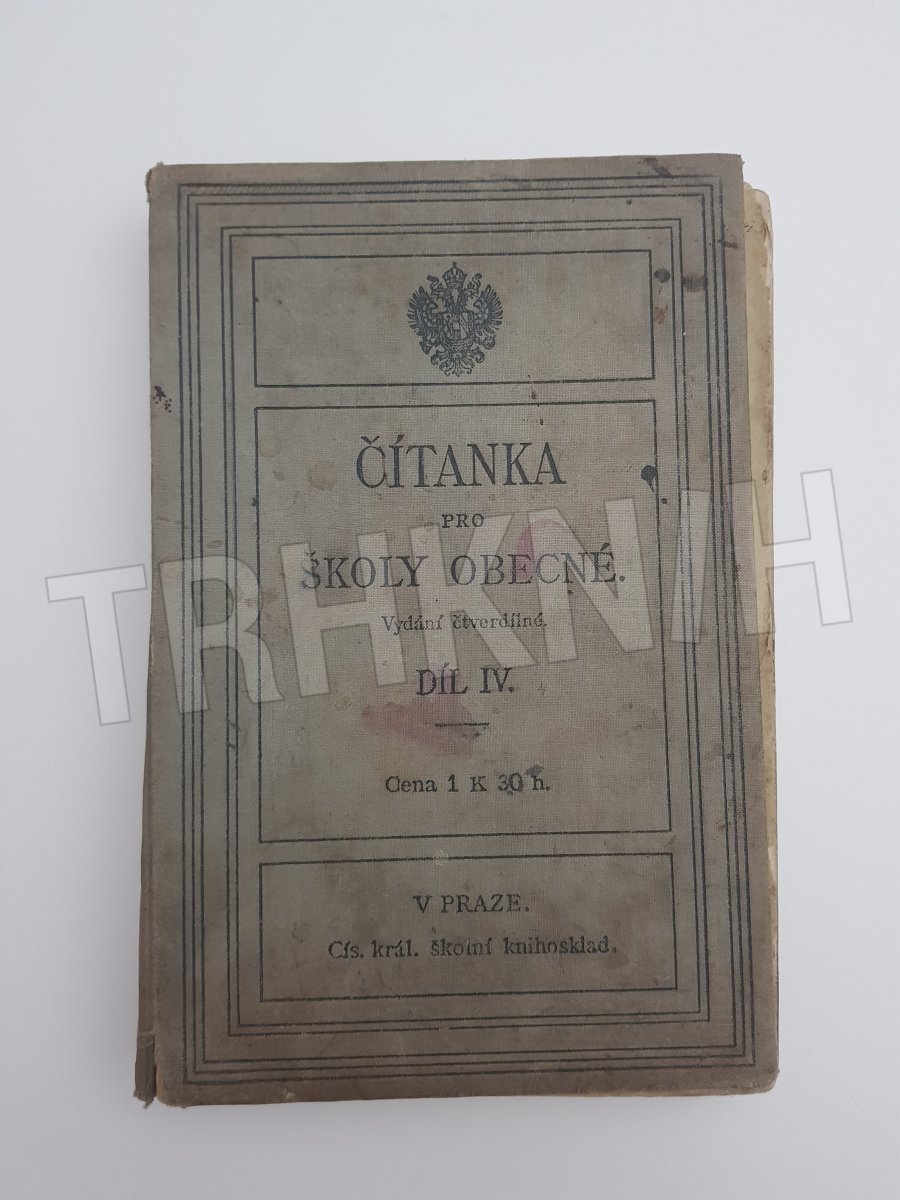 ČÍTANKA
PRO
ŠKOLY OBECNÉ.
Vydání čtverdílné.
DÍL IV.
Cena 1 K 30 h.
V PRAZE.
Cís. král. školní knihosklad.
TRHKNIH